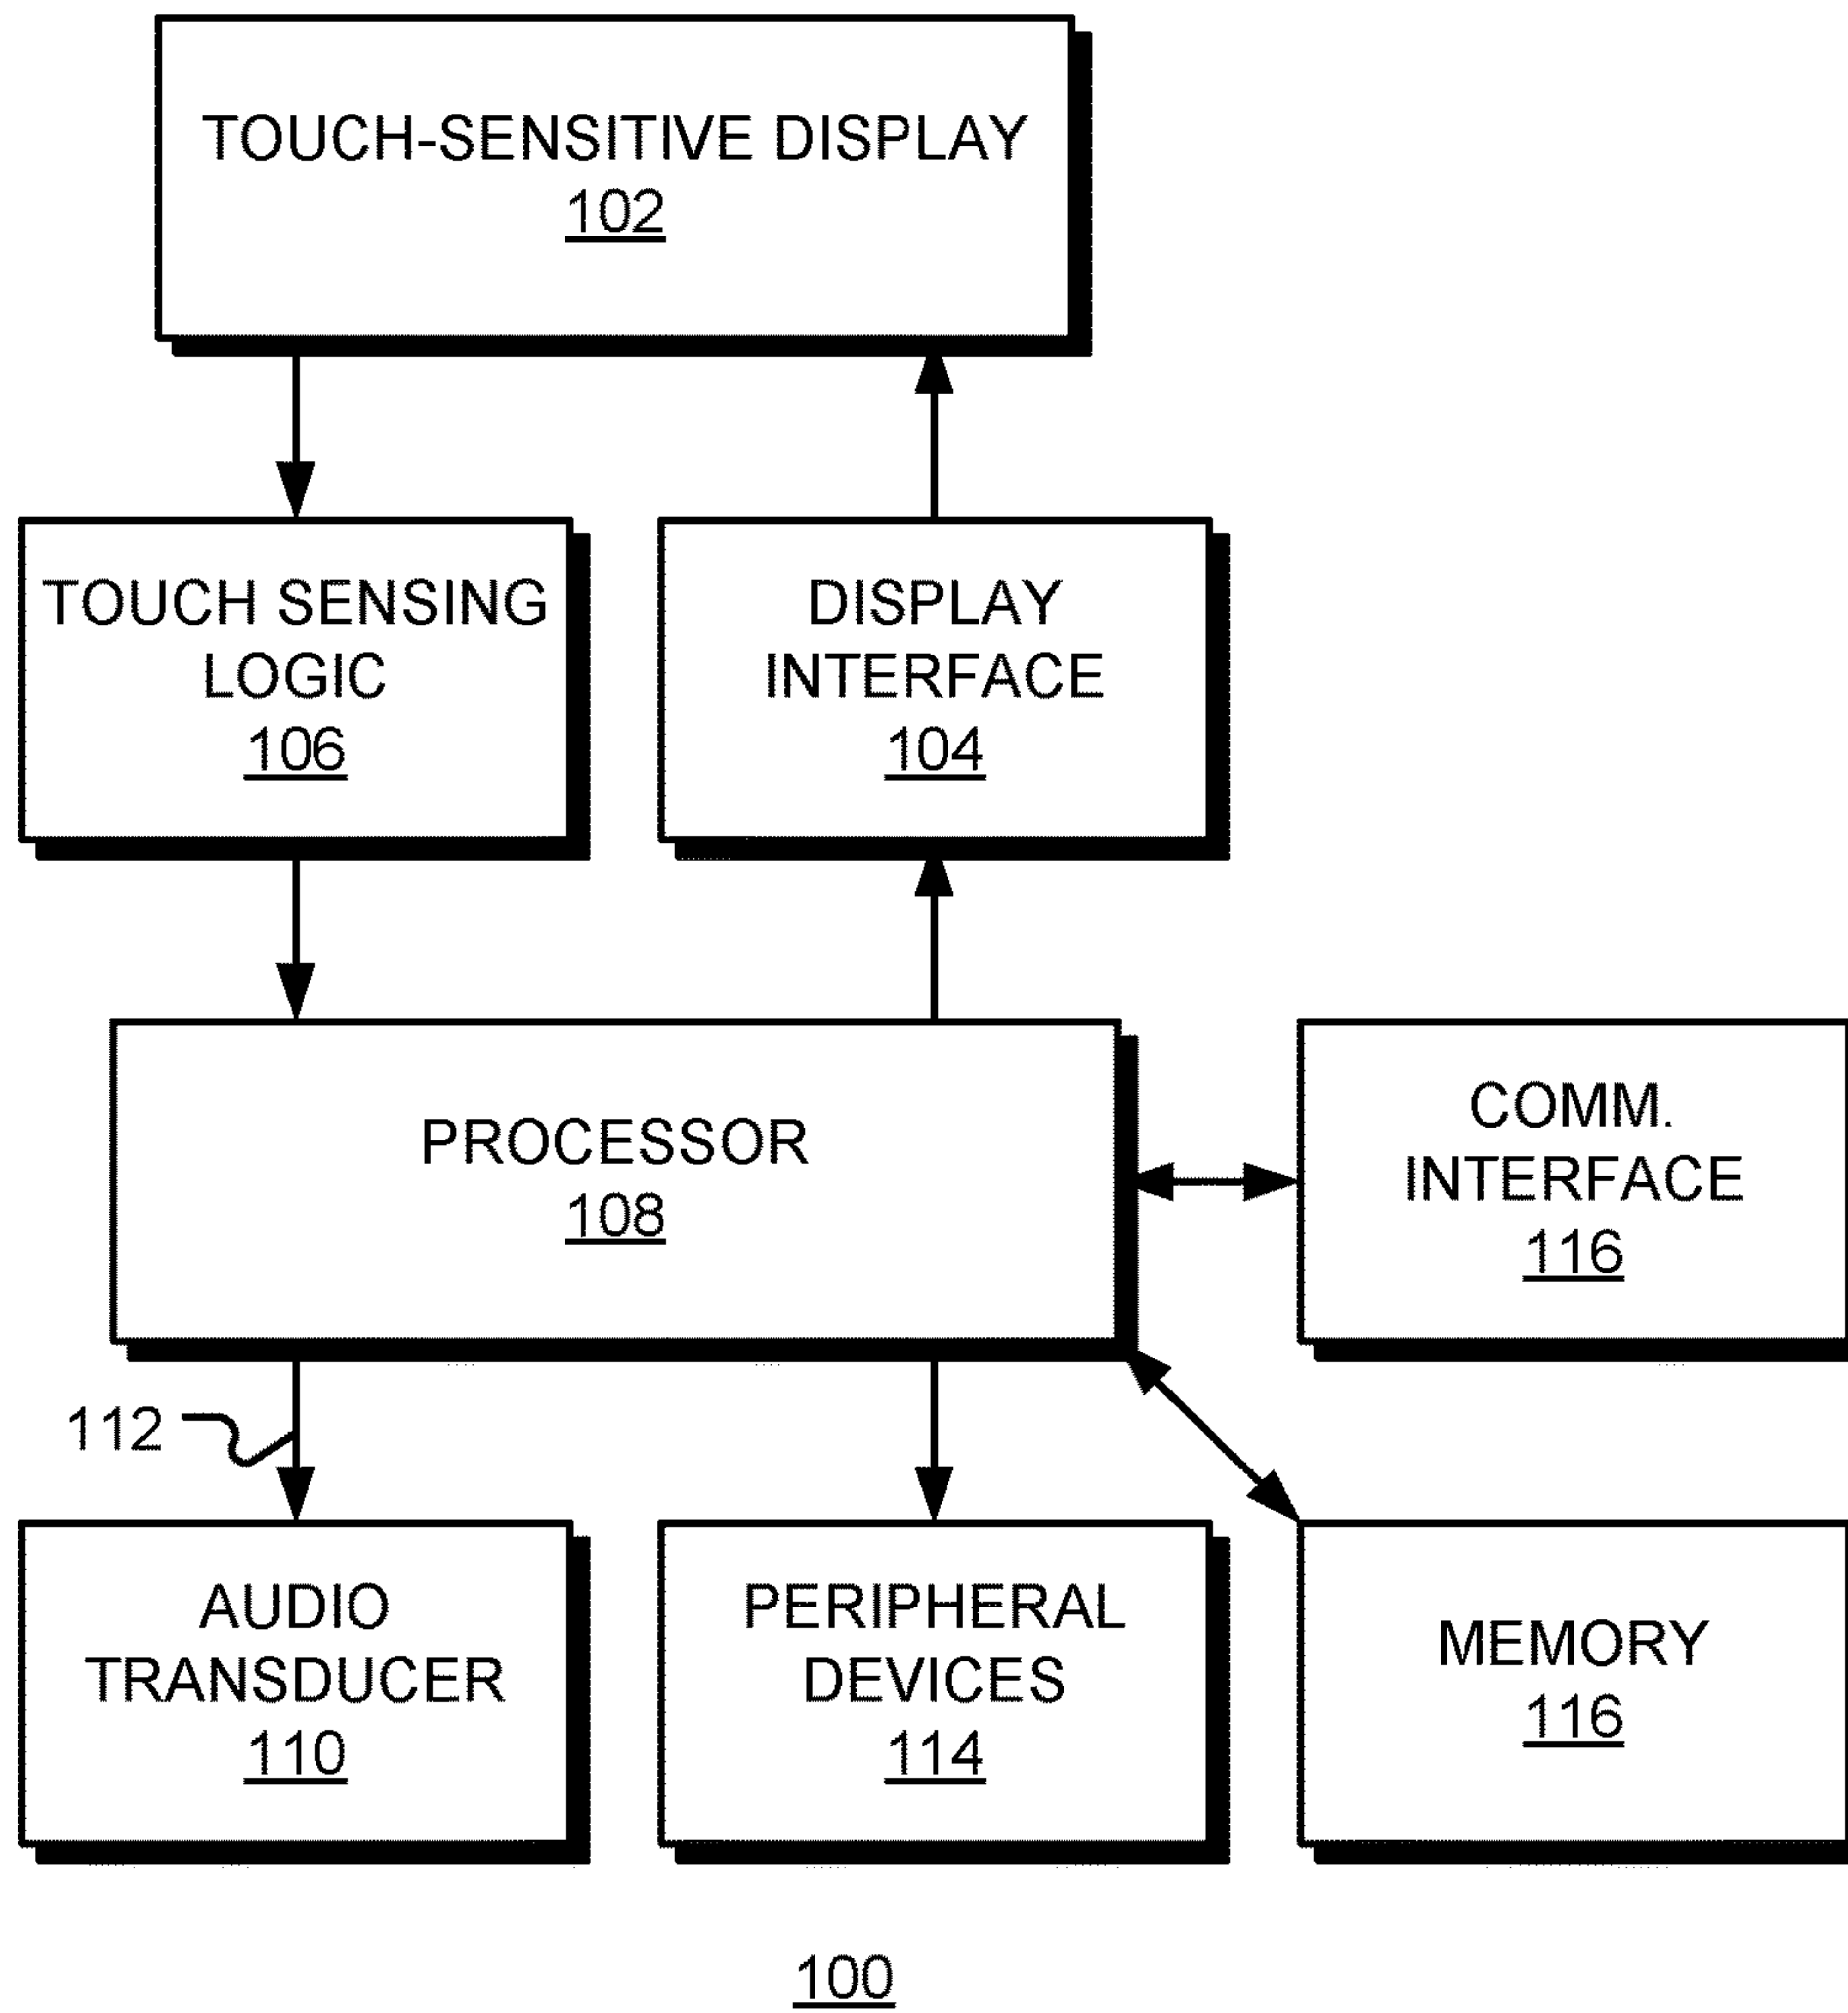 TOUCH-SENSITIVE DISPLAY
102
TOUCH SENSING
LOGIC
106
DISPLAY
INTERFACE
104
PROCESSOR
108
COMM.
INTERFACE
116
112
AUDIO
TRANSDUCER
110
PERIPHERAL
DEVICES
114
MEMORY
116
100